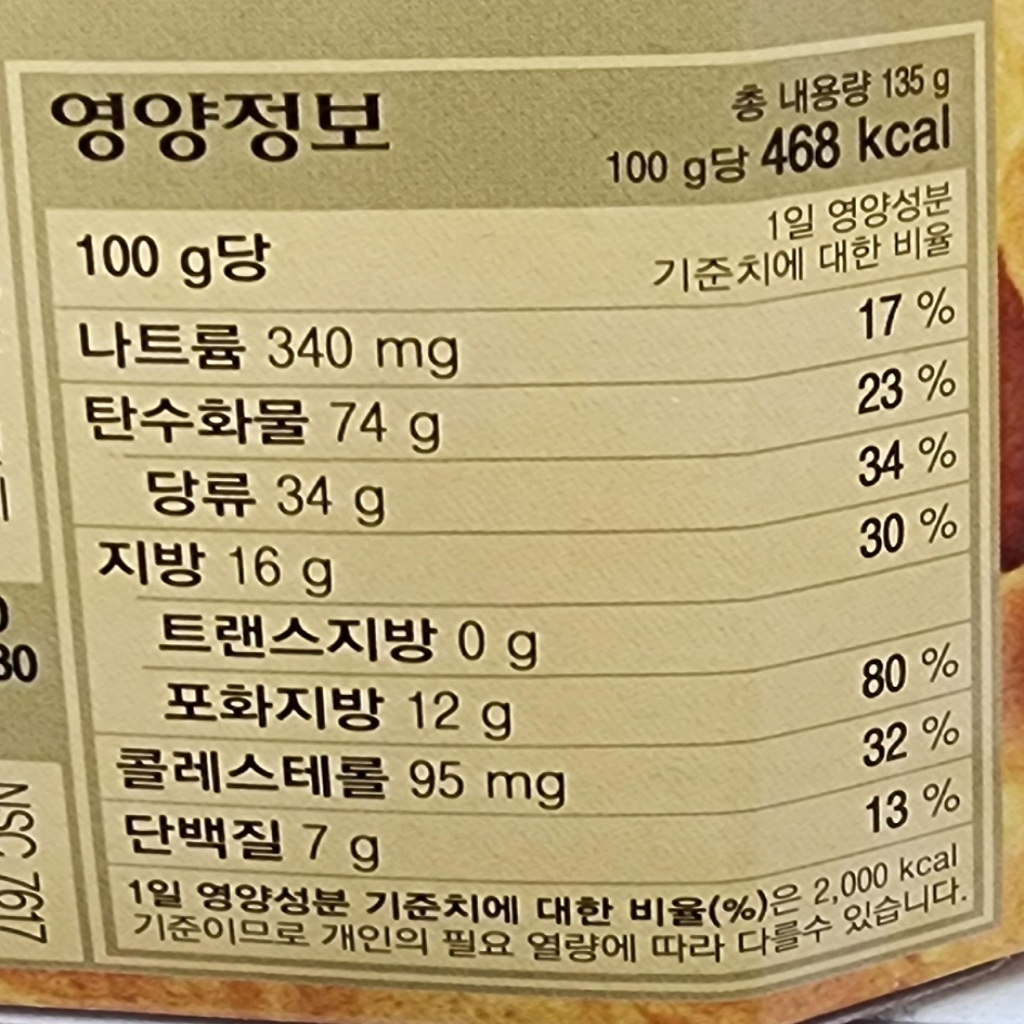 영양정보
총 내용량 135 g
100 g당 468 kcal
100 g당
1일 영양성분
기준치에 대한 비율
나트륨 340 mg 17 %
탄수화물 74 g 23 %
당류 34 g 34 %
지방 16 g 30 %
트랜스지방 0 g
포화지방 12 g 80 %
콜레스테롤 95 mg 32 %
단백질 7 g 13 %
1일 영양성분 기준치에 대한 비율(%)은 2,000 kcal
기준이므로 개인의 필요 열량에 따라 다를수 있습니다.